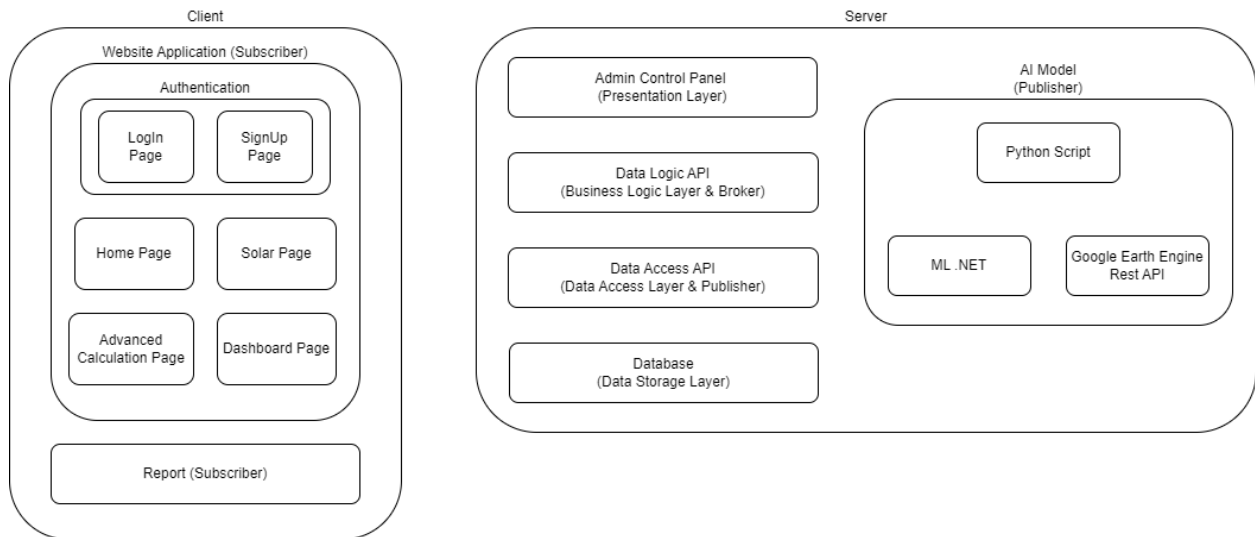 Client
Website Application (Subscriber)
Authentication
LogIn
Page
SignUp
Page
Home Page
Solar Page
Advanced
Calculation Page
Dashboard Page
Report (Subscriber)
Server
Admin Control Panel
(Presentation Layer)
Data Logic API
(Business Logic Layer & Broker)
Data Access API
(Data Access Layer & Publisher)
Database
(Data Storage Layer)
AI Model
(Publisher)
Python Script
ML .NET
Google Earth Engine
Rest API